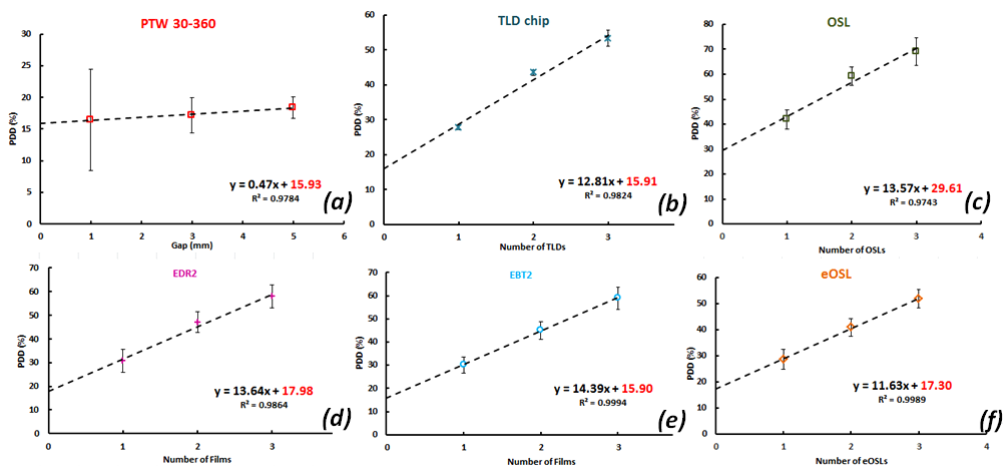 PTW 30-360
PDD (%)
30
25
20
15
10
5
0
0 1 2 3 4 5 6
Gap (mm)
y = 0.47x + 15.93
R² = 0.9784
(a)
TLD chip
PDD (%)
60
50
40
30
20
10
0
0 1 2 3
Number of TLDs
y = 12.81x + 15.91
R² = 0.9824
(b)
OSL
PDD (%)
80
70
60
50
40
30
20
10
0
0 1 2 3 4
Number of OSLs
y = 13.57x + 29.61
R² = 0.9743
(c)
EDR2
PDD (%)
70
60
50
40
30
20
10
0
0 1 2 3
Number of Films
y = 13.64x + 17.98
R² = 0.9864
(d)
EBT2
PDD (%)
70
60
50
40
30
20
10
0
0 1 2 3
Number of Films
y = 14.39x + 15.90
R² = 0.9994
(e)
eOSL
PDD (%)
60
50
40
30
20
10
0
0 1 2 3 4
Number of eOSLs
y = 11.63x + 17.30
R² = 0.9989
(f)